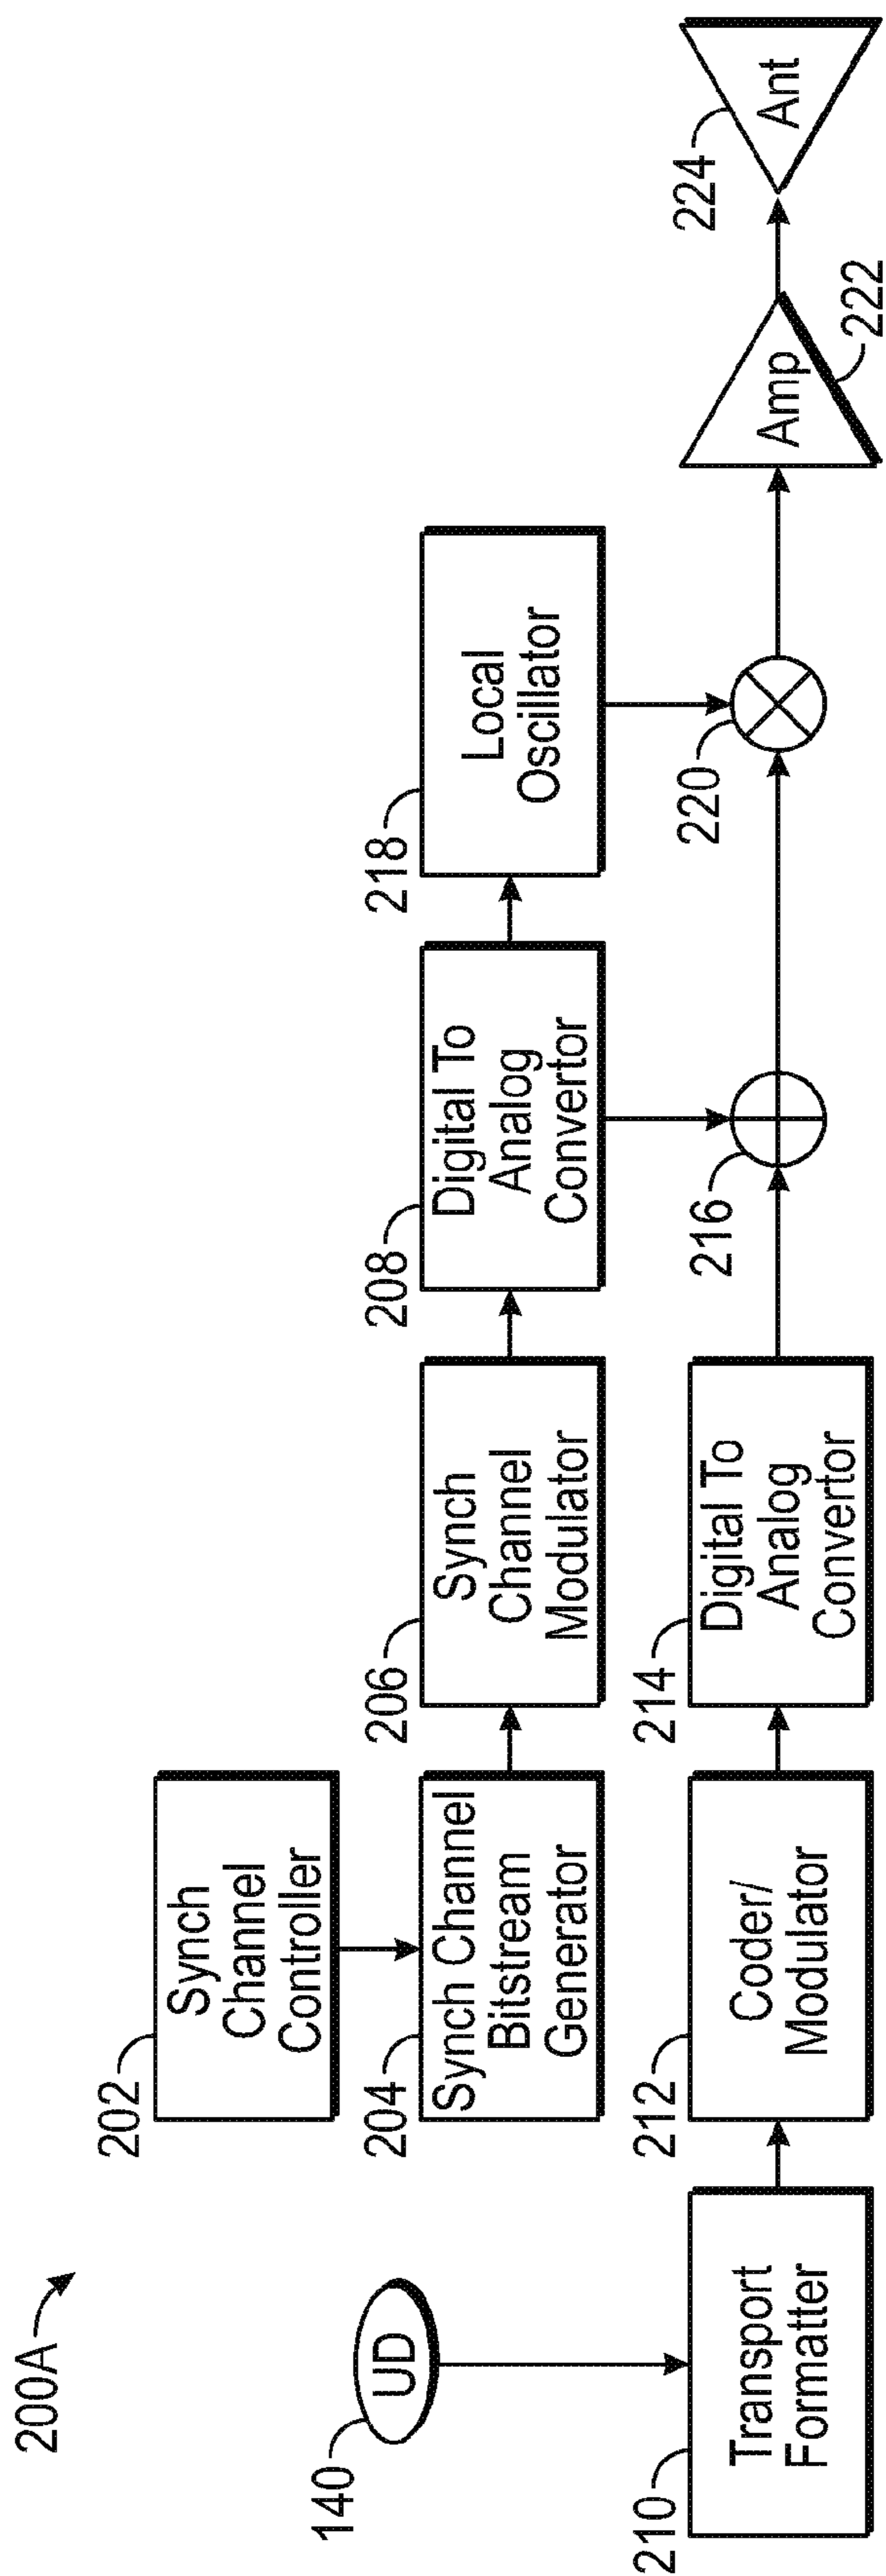 200A
202
Synch
Channel
Controller
140
UD
204
Synch Channel
Bitstream
Generator
206
Synch
Channel
Modulator
208
Digital To
Analog
Convertor
218
Local
Oscillator
210
Transport
Formatter
212
Coder/
Modulator
214
Digital To
Analog
Convertor
216
220
Amp
222
224
Ant